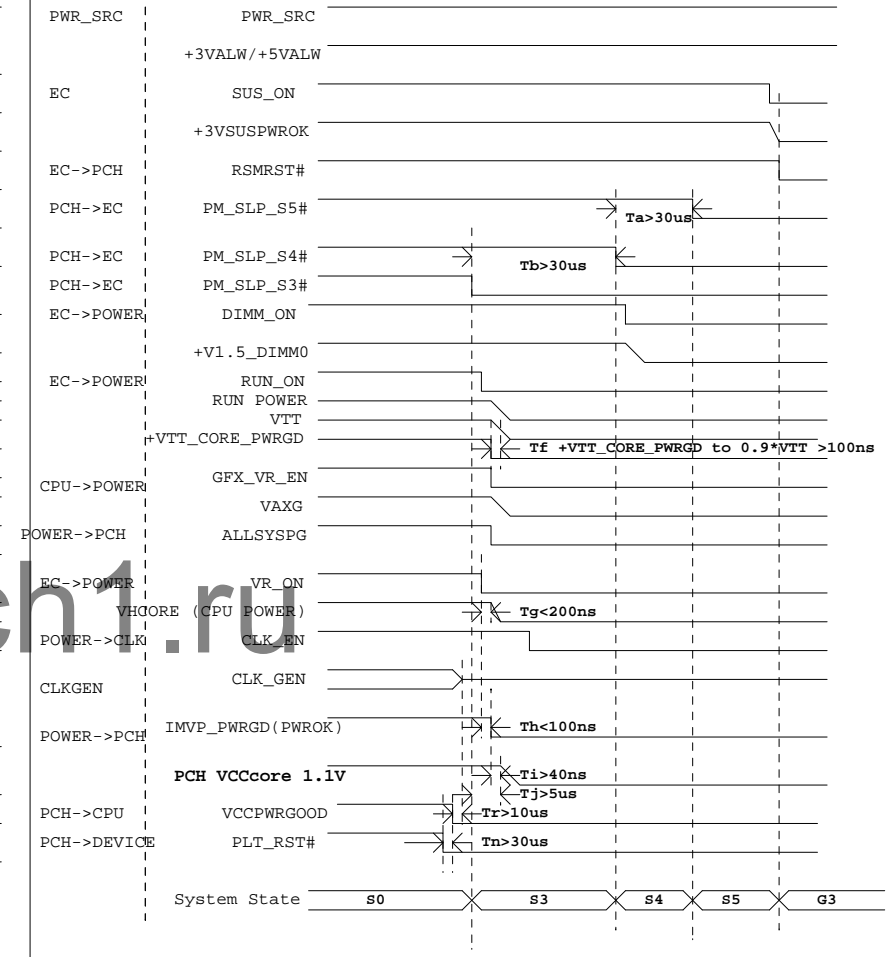 PWR_SRC PWR_SRC
+3VALW/+5VALW
EC SUS_ON
+3VSUSPWROK
EC->PCH RSMRST#
PCH->EC PM_SLP_S5# Ta>30us
PCH->EC PM_SLP_S4# Tb>30us
PCH->EC PM_SLP_S3#
EC->POWER DIMM_ON
+V1.5_DIMM0
EC->POWER RUN_ON
RUN POWER
VTT
+VTT_CORE_PWRGD Tf +VTT_CORE_PWRGD to 0.9*VTT >100ns
CPU->POWER GFX_VR_EN
VAXG
POWER->PCH ALLSYSPG
EC->POWER VR_ON
VHCORE (CPU POWER) Tg<200ns
POWER->CLK CLK_EN
ch1.ru
CLKGEN CLK_GEN
POWER->PCH IMVP_PWRGD(PWROK) Th<100ns
PCH VCCcore 1.1V Ti>40ns
Tj>5us
PCH->CPU VCCPWRGOOD Tr>10us
PCH->DEVICE PLT_RST# Tn>30us
System State S0 S3 S4 S5 G3